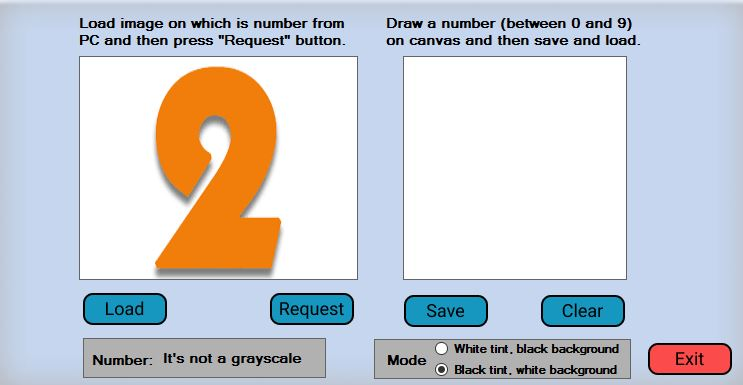 Load image on which is number from
PC and then press "Request" button.
Draw a number (between 0 and 9)
on canvas and then save and load.
2
Load
Request
Save
Clear
Number: It's not a grayscale
Mode
White tint, black background
Black tint, white background
Exit